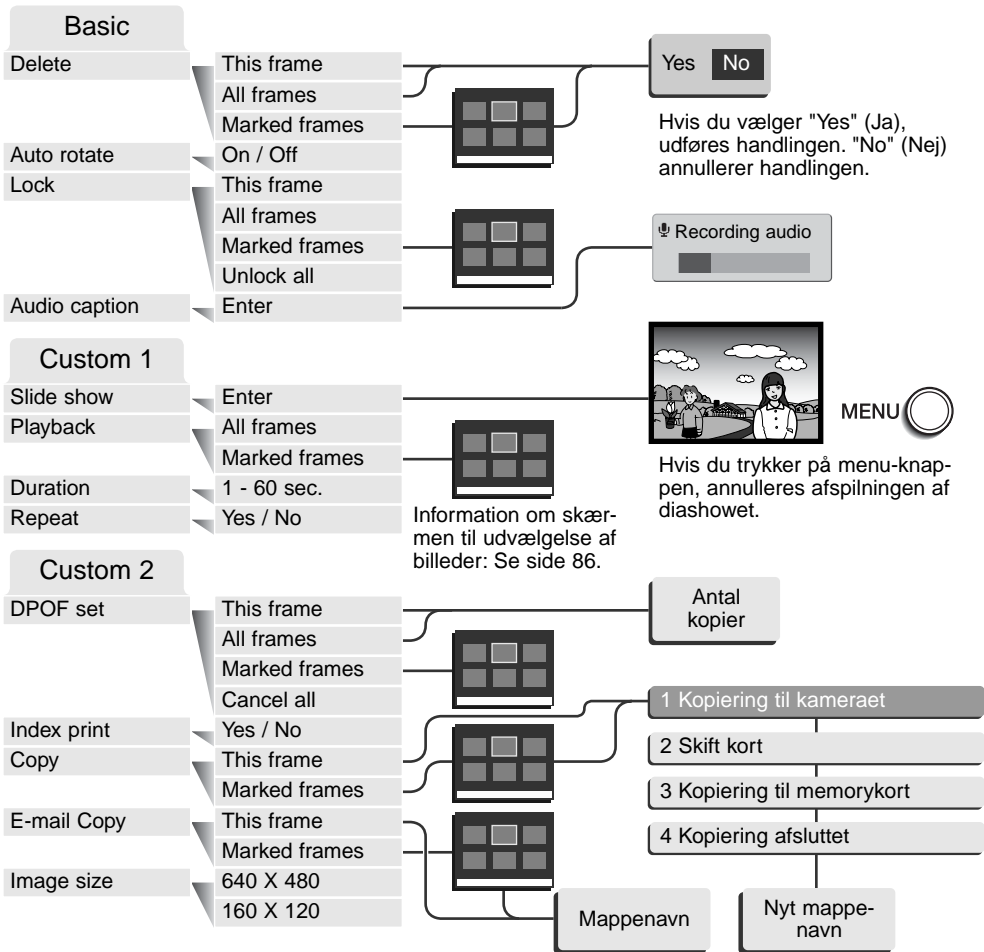 Basic
Delete
This frame
All frames
Marked frames
Yes No
Hvis du vælger "Yes" (Ja),
udføres handlingen. "No" (Nej)
annullerer handlingen.
Auto rotate
On / Off
Lock
This frame
All frames
Marked frames
Unlock all
Recording audio
Audio caption
Enter
Custom 1
Slide show
Enter
Playback
All frames
Marked frames
MENU
Hvis du trykker på menu-knap-
pen, annulleres afspilningen af
diashowet.
Duration
1 - 60 sec.
Repeat
Yes / No
Information om skær-
men til udvælgelse af
billeder: Se side 86.
Custom 2
DPOF set
This frame
All frames
Marked frames
Cancel all
Antal
kopier
Index print
Yes / No
Copy
This frame
Marked frames
1 Kopiering til kameraet
2 Skift kort
3 Kopiering til memorykort
4 Kopiering afsluttet
E-mail Copy
This frame
Marked frames
Image size
640 X 480
160 X 120
Mappenavn
Nyt mappe-
navn